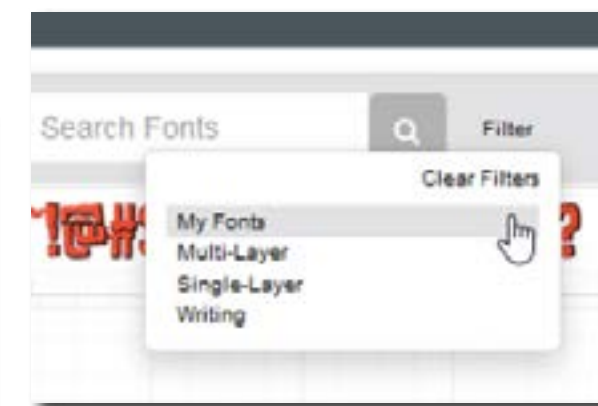 Search Fonts
Filter
Clear Filters
!@#
?
My Fonts
Multi-Layer
Single-Layer
Writing